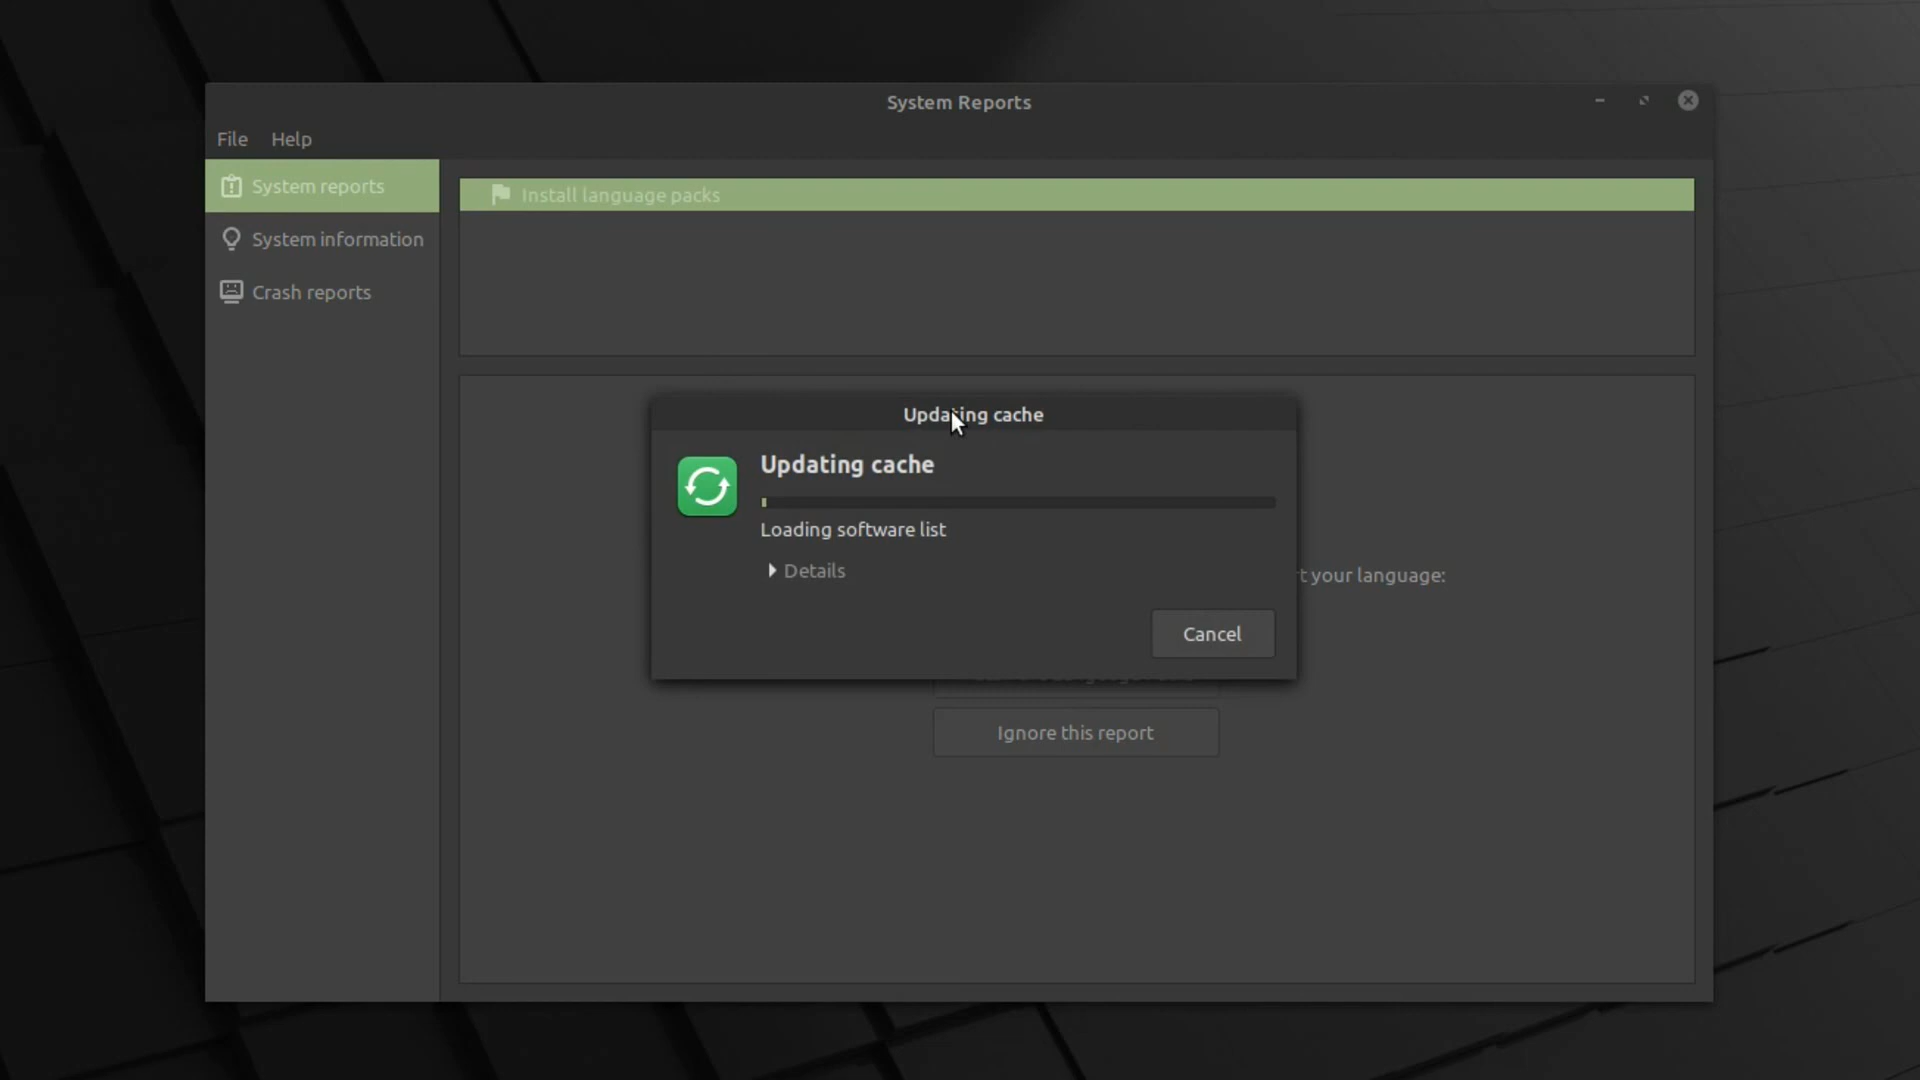 System Reports
File Help
System reports
System information
Crash reports
Install language packs
Updating cache
Updating cache
Loading software list
Details
Cancel
your language:
Ignore this report